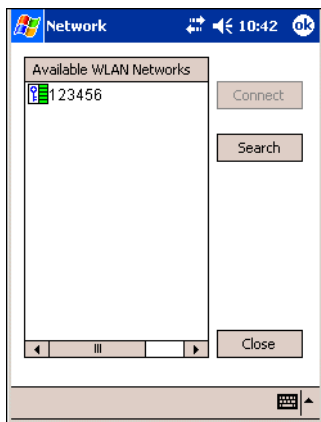 Network 10:42 ok
Available WLAN Networks
123456
Connect
Search
Close